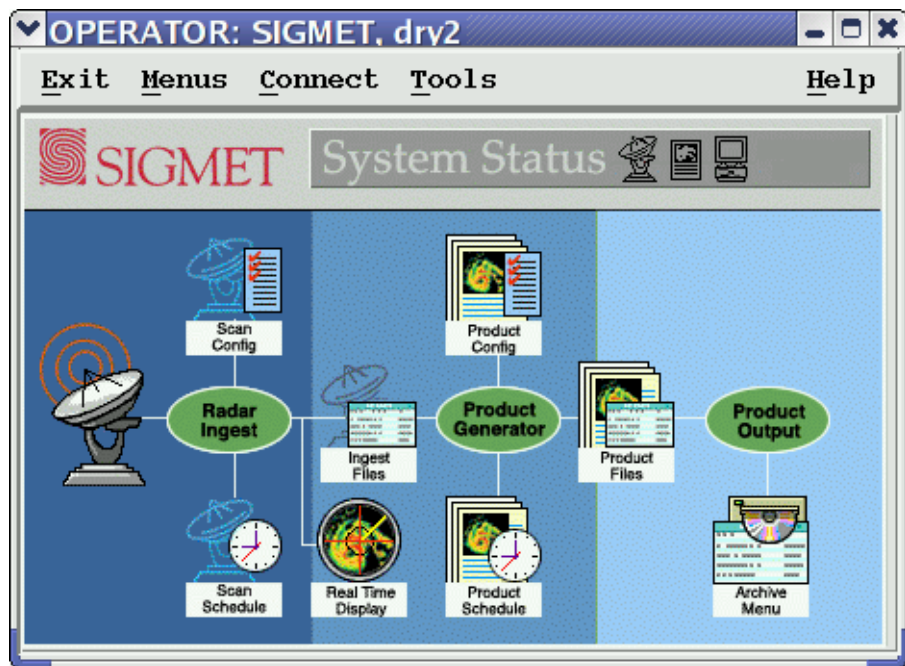 OPERATOR: SIGMET, dry2
Exit Menus Connect Tools Help
SIGMET System Status
Scan
Config
Product
Config
Radar
Ingest
Ingest
Files
Product
Generator
Product
Files
Product
Output
Scan
Schedule
Real Time
Display
Product
Schedule
Archive
Menu